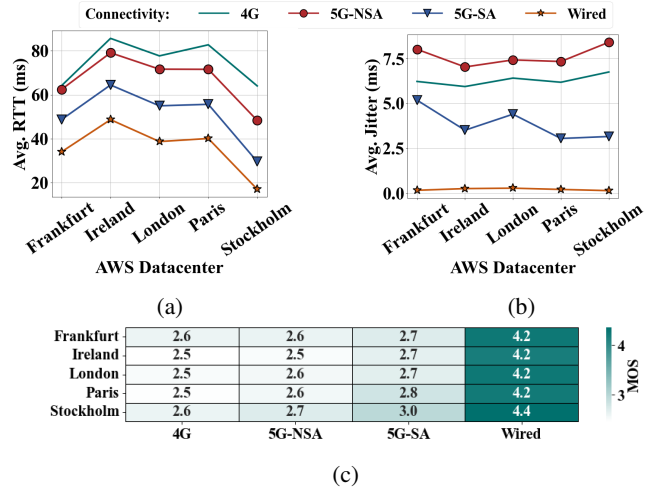 Connectivity: 4G 5G-NSA 5G-SA Wired
Avg. RTT (ms)
80
60
40
20
Frankfurt Ireland London Paris Stockholm
AWS Datacenter
(a)
Avg. Jitter (ms)
7.5
5.0
2.5
0.0
Frankfurt Ireland London Paris Stockholm
AWS Datacenter
(b)
Frankfurt 2.6 2.6 2.7 4.2
Ireland 2.5 2.5 2.7 4.2
London 2.5 2.6 2.7 4.2
Paris 2.5 2.6 2.8 4.2
Stockholm 2.6 2.7 3.0 4.4
4G 5G-NSA 5G-SA Wired
4
3
MOS
(c)